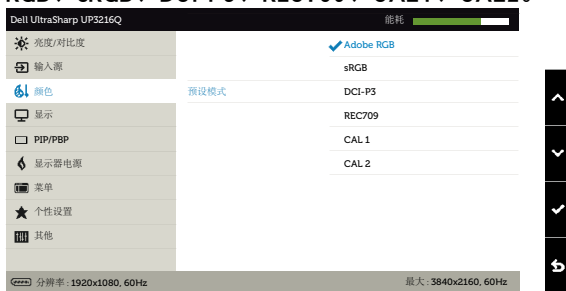 Dell UltraSharp UP3216Q 能耗
亮度/对比度 Adobe RGB
输入源 sRGB
颜色 预设模式 DCI-P3
显示 REC709
PIP/PBP CAL 1
显示器电源 CAL 2
菜单
个性设置
其他
分辨率 : 1920x1080, 60Hz 最大 : 3840x2160, 60Hz